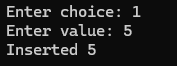 Enter choice: 1
Enter value: 5
Inserted 5